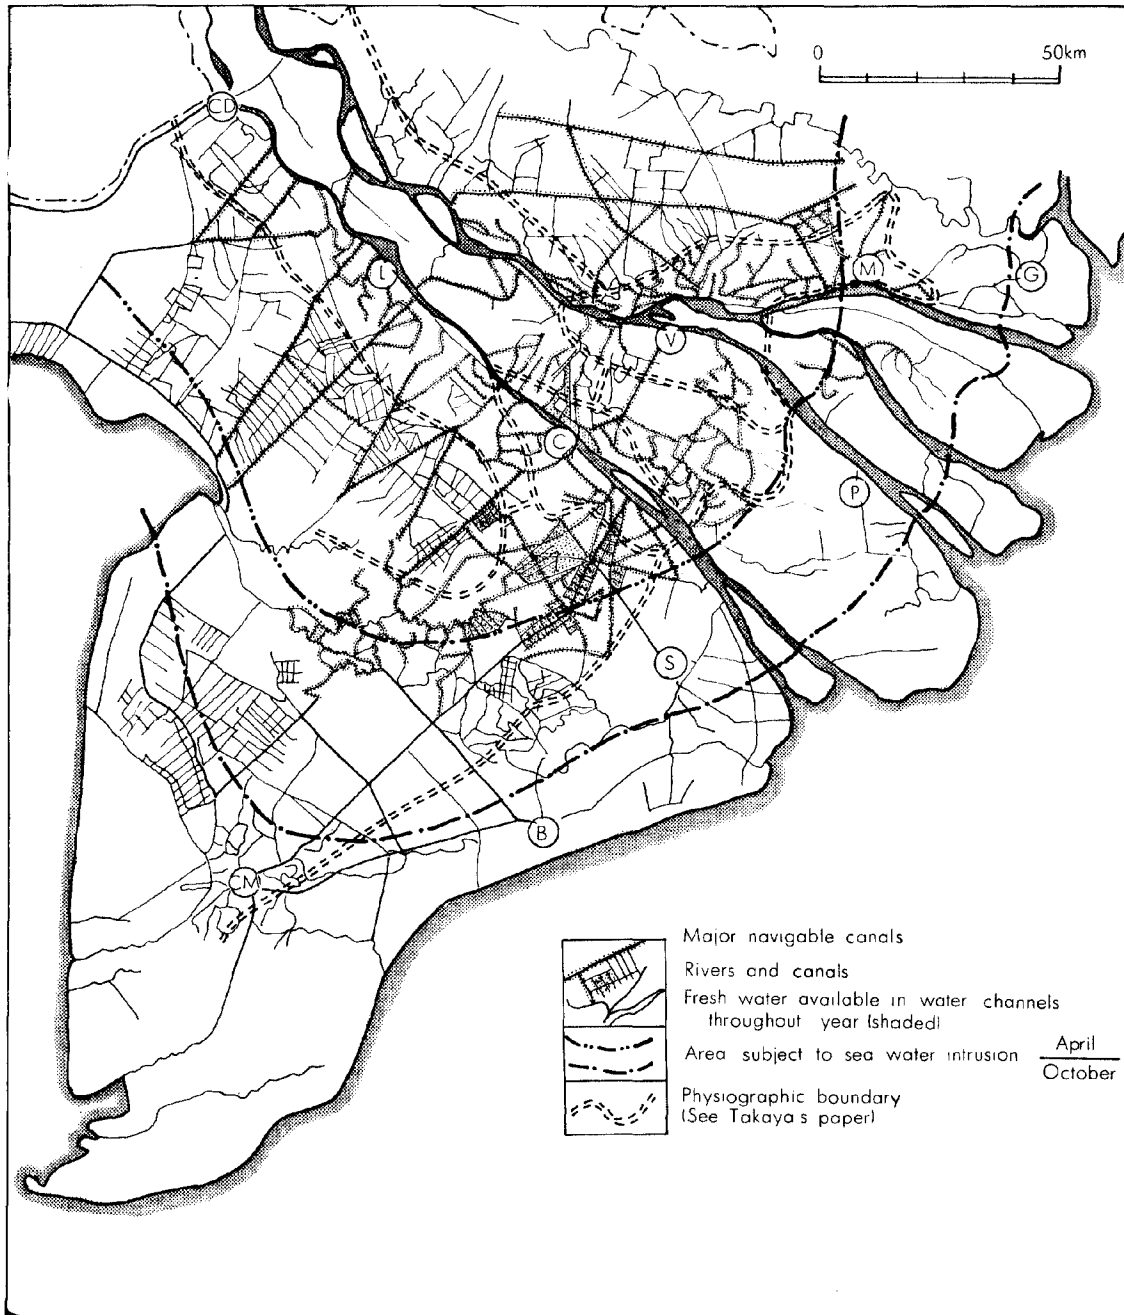 0 50km
CD
L
M
G
V
C
P
S
B
CM
Major navigable canals
Rivers and canals
Fresh water available in water channels
throughout year (shaded)
Area subject to sea water intrusion April
October
Physiographic boundary
(See Takaya s paper)